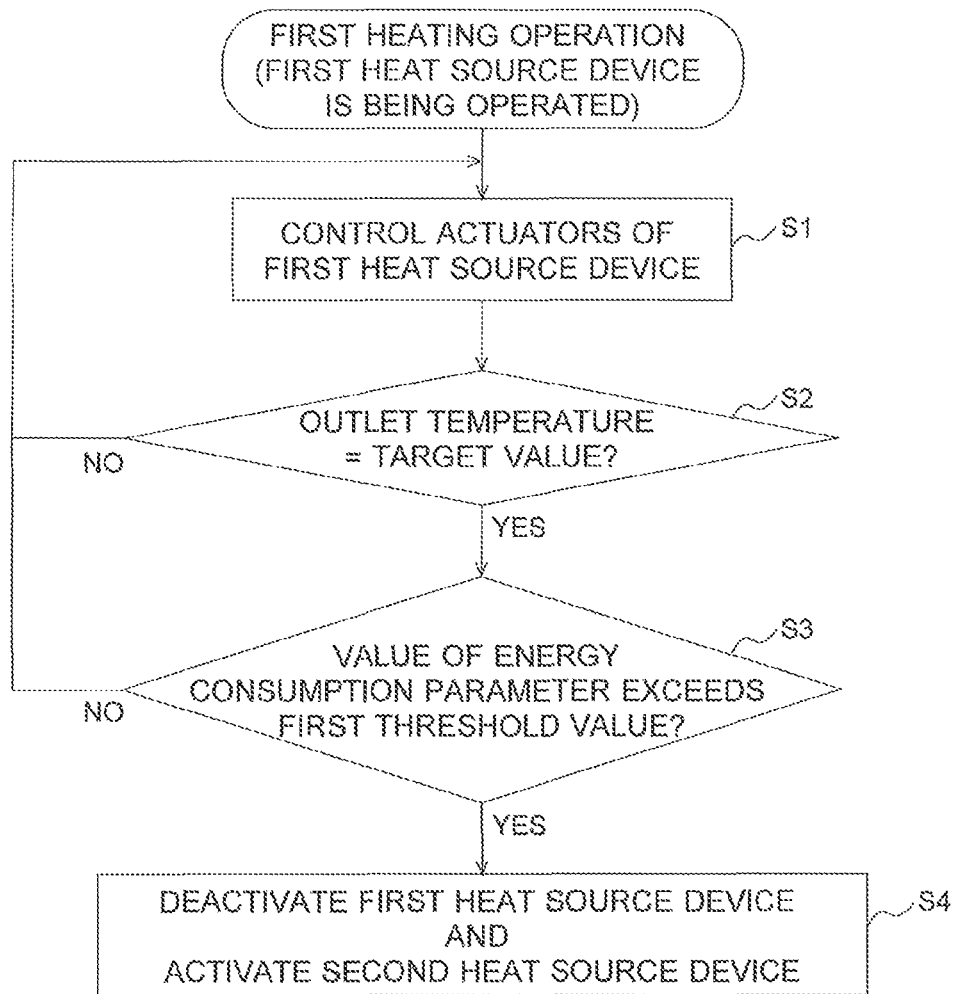 FIRST HEATING OPERATION
(FIRST HEAT SOURCE DEVICE
IS BEING OPERATED)
CONTROL ACTUATORS OF
FIRST HEAT SOURCE DEVICE
S1
OUTLET TEMPERATURE
= TARGET VALUE?
S2
NO
YES
VALUE OF ENERGY
CONSUMPTION PARAMETER EXCEEDS
FIRST THRESHOLD VALUE?
S3
NO
YES
DEACTIVATE FIRST HEAT SOURCE DEVICE
AND
ACTIVATE SECOND HEAT SOURCE DEVICE
S4